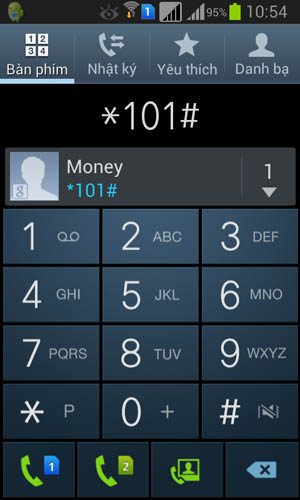 1 95% 10:54
Bàn phím Nhật ký Yêu thích Danh bạ
*101#
Money 1
*101#
g
1 2 ABC 3 DEF
4 GHI 5 JKL 6 MNO
7 PQRS 8 TUV 9 WXYZ
* P 0 + #
1 2